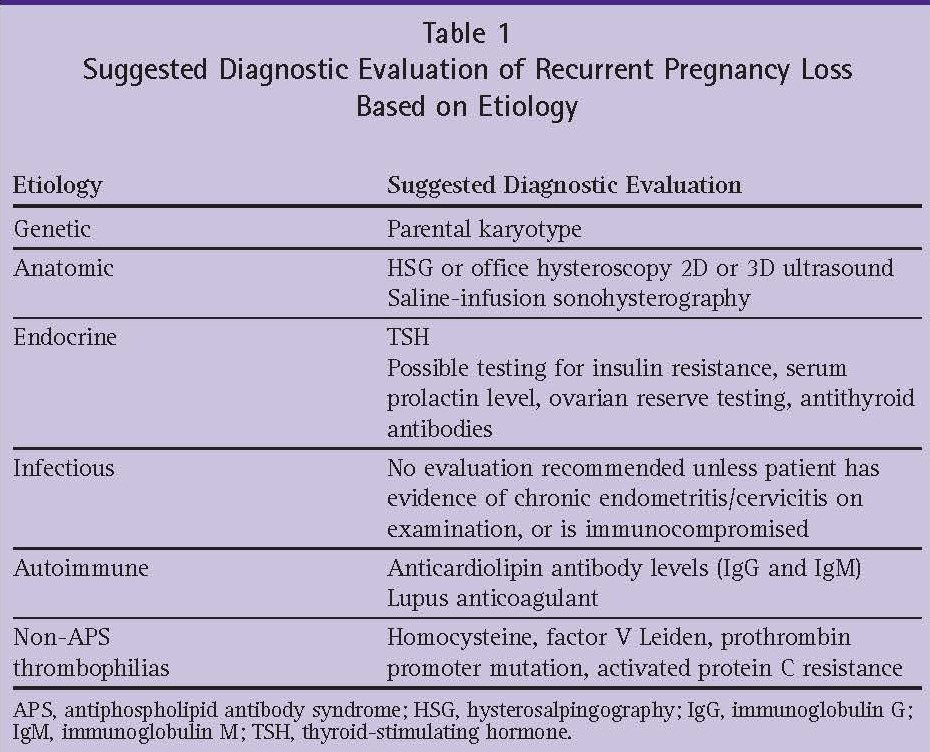 Table 1
Suggested Diagnostic Evaluation of Recurrent Pregnancy Loss
Based on Etiology
Etiology Suggested Diagnostic Evaluation
Genetic Parental karyotype
Anatomic HSG or office hysteroscopy 2D or 3D ultrasound
Saline-infusion sonohysterography
Endocrine TSH
Possible testing for insulin resistance, serum
prolactin level, ovarian reserve testing, antithyroid
antibodies
Infectious No evaluation recommended unless patient has
evidence of chronic endometritis/cervicitis on
examination, or is immunocompromised
Autoimmune Anticardiolipin antibody levels (IgG and IgM)
Lupus anticoagulant
Non-APS Homocysteine, factor V Leiden, prothrombin
thrombophilias promoter mutation, activated protein C resistance
APS, antiphospholipid antibody syndrome; HSG, hysterosalpingography; IgG, immunoglobulin G;
IgM, immunoglobulin M; TSH, thyroid-stimulating hormone.